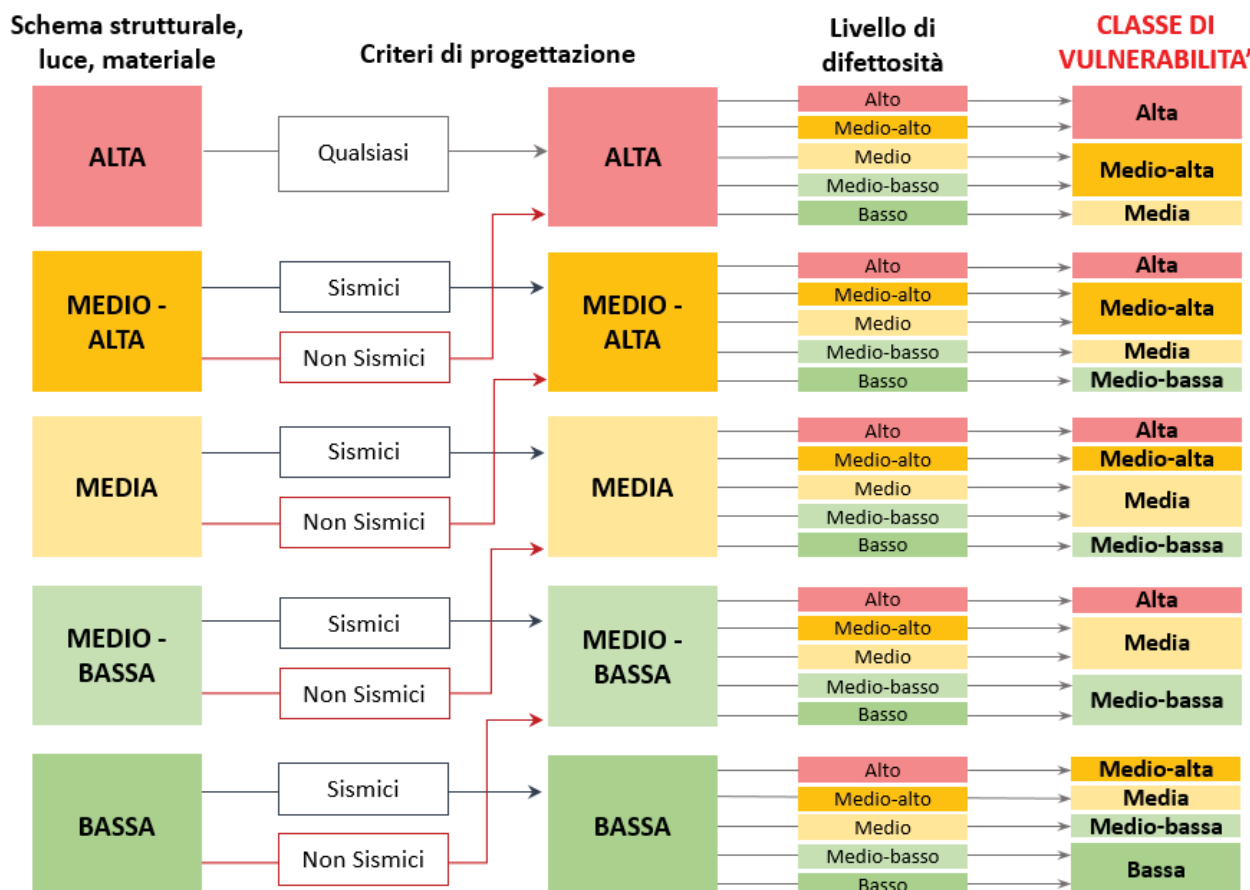 Schema strutturale,
luce, materiale
Criteri di progettazione
Livello di
difettosità
CLASSE DI
VULNERABILITA'
ALTA
Qualsiasi
ALTA
Alto
Medio-alto
Medio
Medio-basso
Basso
Alta
Medio-alta
Media
MEDIO -
ALTA
Sismici
Non Sismici
MEDIO -
ALTA
Alto
Medio-alto
Medio
Medio-basso
Basso
Alta
Medio-alta
Media
Medio-bassa
MEDIA
Sismici
Non Sismici
MEDIA
Alto
Medio-alto
Medio
Medio-basso
Basso
Alta
Medio-alta
Media
Medio-bassa
MEDIO -
BASSA
Sismici
Non Sismici
MEDIO -
BASSA
Alto
Medio-alto
Medio
Medio-basso
Basso
Alta
Media
Medio-bassa
BASSA
Sismici
Non Sismici
BASSA
Alto
Medio-alto
Medio
Medio-basso
Basso
Medio-alta
Media
Medio-bassa
Bassa